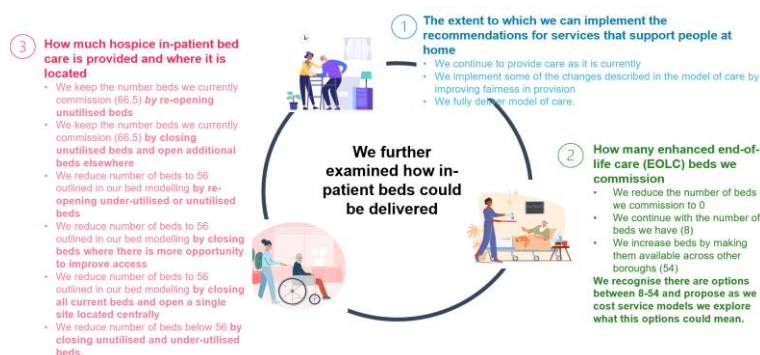 1
The extent to which we can implement the
recommendations for services that support people at
home
• We continue to provide care as it is currently
• We implement some of the changes described in the model of care by
improving fairness in provision
• We fully deliver model of care.
2
How many enhanced end-of-
life care (EOLC) beds we
commission
• We reduce the number of beds
we commission to 0
• We continue with the number of
beds we have (8)
• We increase beds by making
them available across other
boroughs (54)
We recognise there are options
between 8-54 and propose as we
cost service models we explore
what this options could mean.
3
How much hospice in-patient bed
care is provided and where it is
located
• We keep the number beds we currently
commission (66.5) by re-opening
unutilised beds
• We keep the number beds we currently
commission (66.5) by closing
unutilised beds and open additional
beds elsewhere
• We reduce number of beds to 56
outlined in our bed modelling by re-
opening under-utilised or unutilised
beds
• We reduce number of beds to 56
outlined in our bed modelling by closing
beds where there is more opportunity
to improve access
• We reduce number of beds to 56
outlined in our bed modelling by closing
all current beds and open a single
site located centrally
• We reduce number of beds below 56 by
closing unutilised and under-utilised
beds.
We further
examined how in-
patient beds could
be delivered